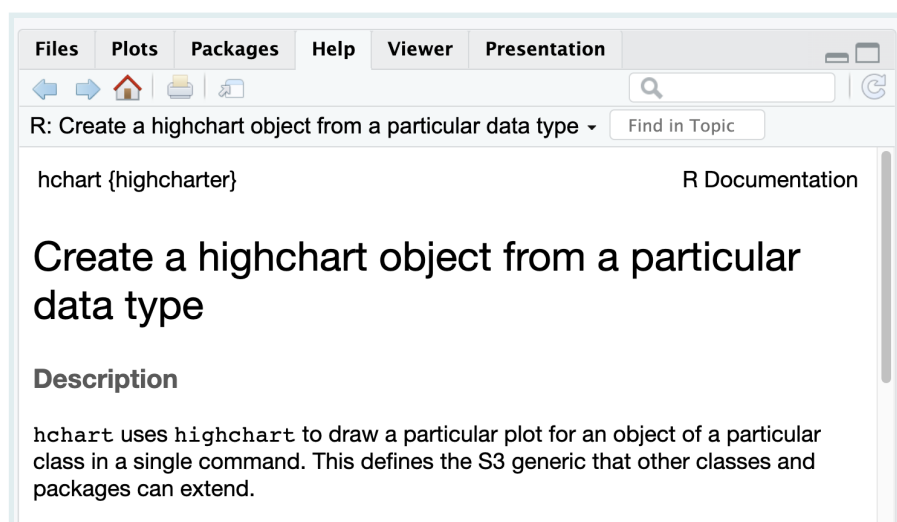 Files Plots Packages Help Viewer Presentation
R: Create a highchart object from a particular data type Find in Topic
hchart {highcharter} R Documentation
Create a highchart object from a particular
data type
Description
hchart uses highchart to draw a particular plot for an object of a particular
class in a single command. This defines the S3 generic that other classes and
packages can extend.